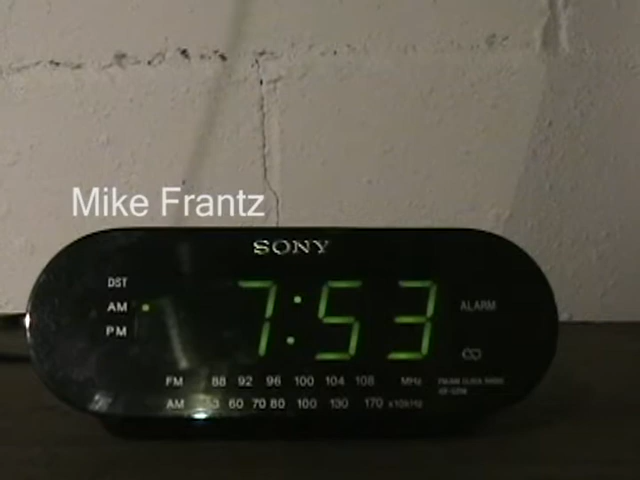 Mike Frantz
SONY
DST
AM
PM
7:53
ALARM
FM 88 92 96 100 104 108 MHz
AM 53 60 70 80 100 130 170 x10kHz